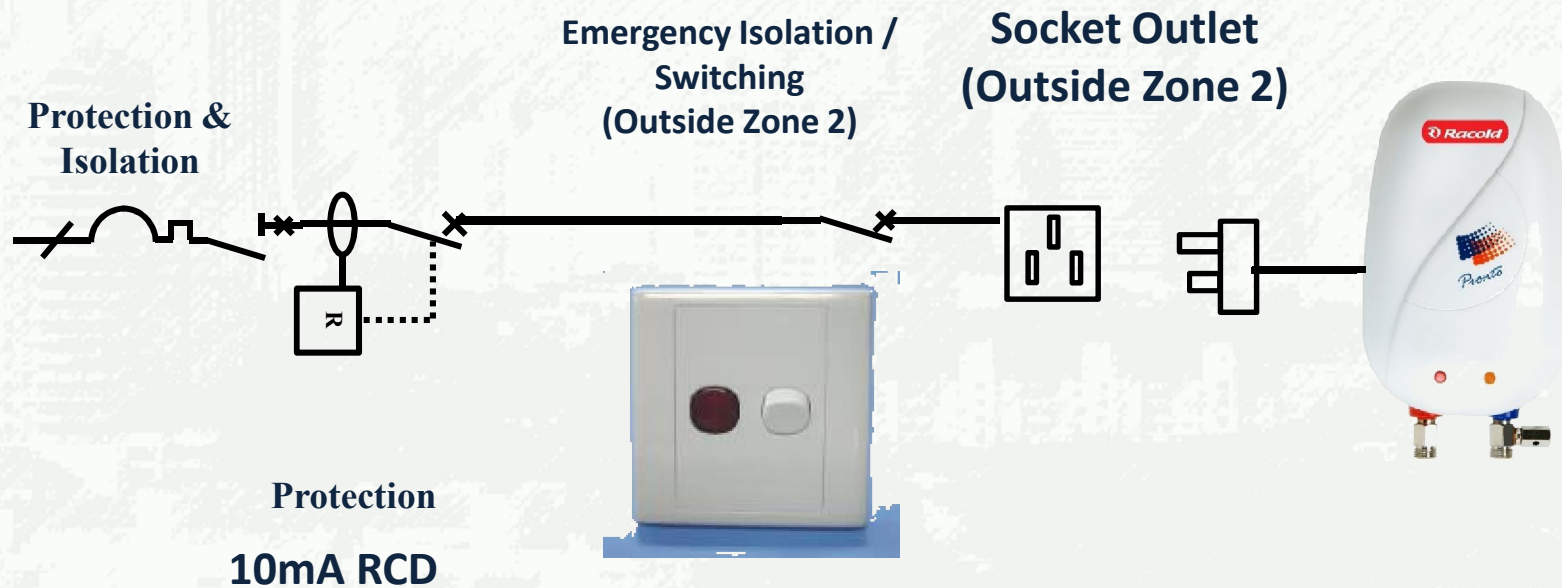 Emergency Isolation /
Switching
(Outside Zone 2)
Socket Outlet
(Outside Zone 2)
Protection &
Isolation
R
Racold
Pronto
Protection
10mA RCD